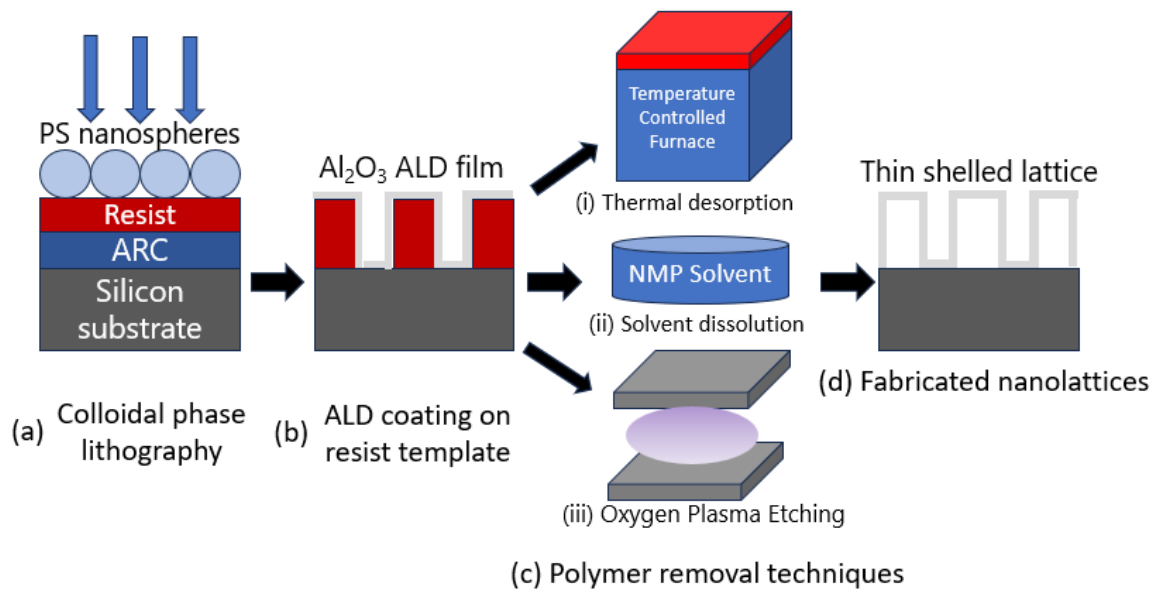 PS nanospheres
Resist
ARC
Silicon
substrate
(a) Colloidal phase
lithography
Al₂O₃ ALD film
(b) ALD coating on
resist template
Temperature
Controlled
Furnace
(i) Thermal desorption
NMP Solvent
(ii) Solvent dissolution
(iii) Oxygen Plasma Etching
(c) Polymer removal techniques
Thin shelled lattice
(d) Fabricated nanolattices